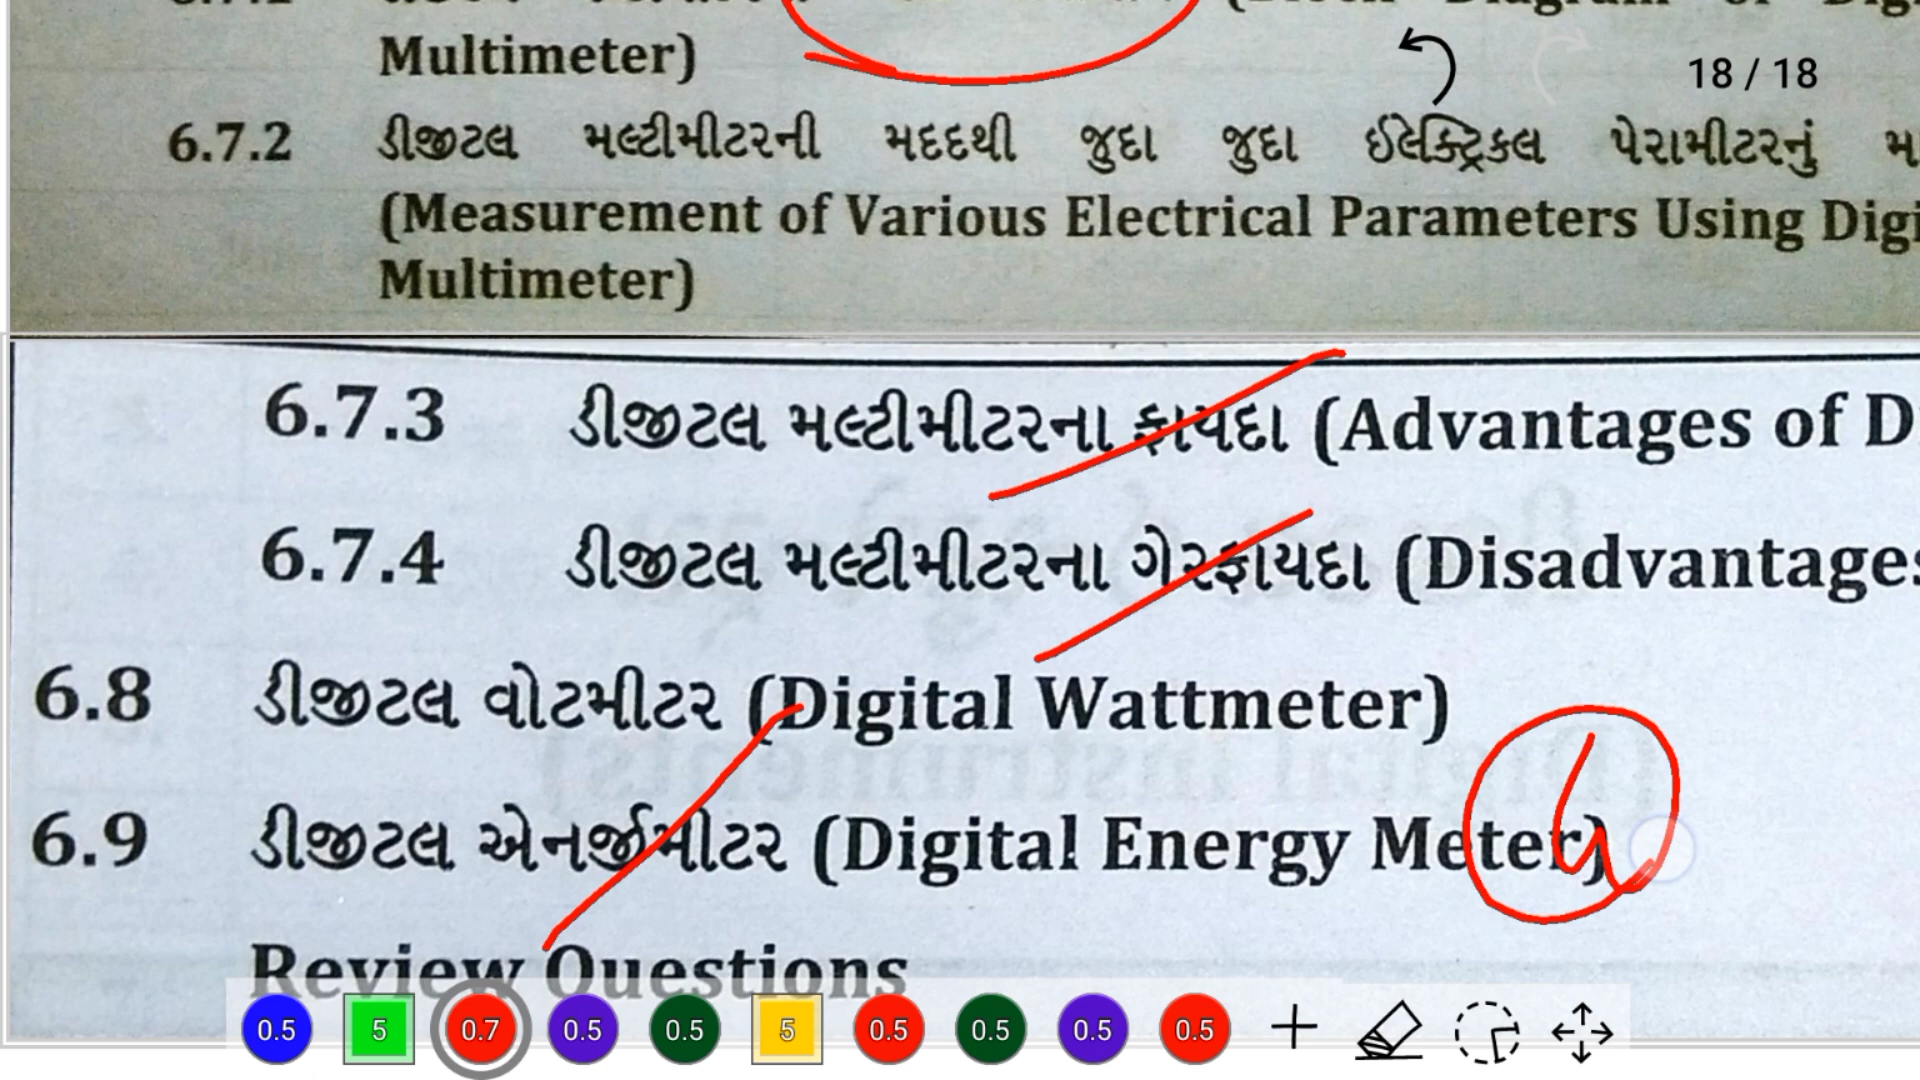 Multimeter)
18 / 18
6.7.2 ડીજીટલ મલ્ટીમીટરની મદદથી જુદા જુદા ઈલેક્ટ્રિકલ પેરામીટરનું
(Measurement of Various Electrical Parameters Using Digi
Multimeter)
6.7.3 ડીજીટલ મલ્ટીમીટરના ફાયદા (Advantages of D
6.7.4 ડીજીટલ મલ્ટીમીટરના ગેરફાયદા (Disadvantages
6.8 ડીજીટલ વોટમીટર (Digital Wattmeter)
6.9 ડીજીટલ એનર્જીમીટર (Digital Energy Meter)
Review Questions
0.5 5 0.7 0.5 0.5 5 0.5 0.5 0.5 0.5